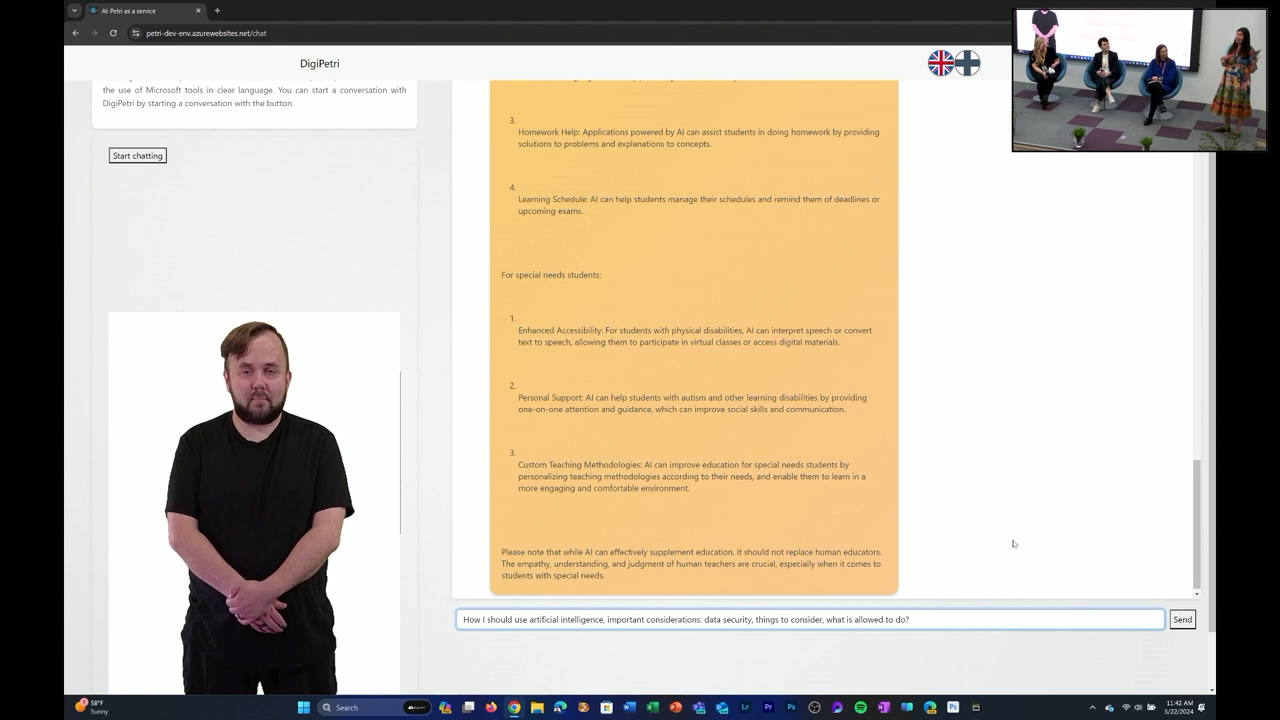 AI-Petri as a service
petri-dev-env.azurewebsites.net/chat
DigiPetri
the use of Microsoft tools in clear language. You can start a conversation with
DigiPetri by starting a conversation with the button.
Start chatting
3.
Homework Help: Applications powered by AI can assist students in doing homework by providing
solutions to problems and explanations to concepts.
4.
Learning Schedule: AI can help students manage their schedules and remind them of deadlines or
upcoming exams.
For special needs students:
1.
Enhanced Accessibility: For students with physical disabilities, AI can interpret speech or convert
text to speech, allowing them to participate in virtual classes or access digital materials.
2.
Personal Support: AI can help students with autism and other learning disabilities by providing
one-on-one attention and guidance, which can improve social skills and communication.
3.
Custom Teaching Methodologies: AI can improve education for special needs students by
personalizing teaching methodologies according to their needs, and enable them to learn in a
more engaging and comfortable environment.
Please note that while AI can effectively supplement education, it should not replace human educators.
The empathy, understanding, and judgment of human teachers are crucial, especially when it comes to
students with special needs.
How I should use artificial intelligence, important considerations: data security, things to consider, what is allowed to do?
Send
58°F
Sunny
Search
11:42 AM
5/22/2024